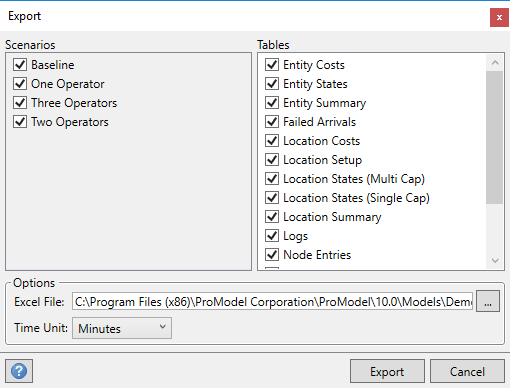 Export
x
Scenarios
Baseline
One Operator
Three Operators
Two Operators
Tables
Entity Costs
Entity States
Entity Summary
Failed Arrivals
Location Costs
Location Setup
Location States (Multi Cap)
Location States (Single Cap)
Location Summary
Logs
Node Entries
Options
Excel File: C:\Program Files (x86)\ProModel Corporation\ProModel\10.0\Models\Dem ...
Time Unit: Minutes
? Export Cancel